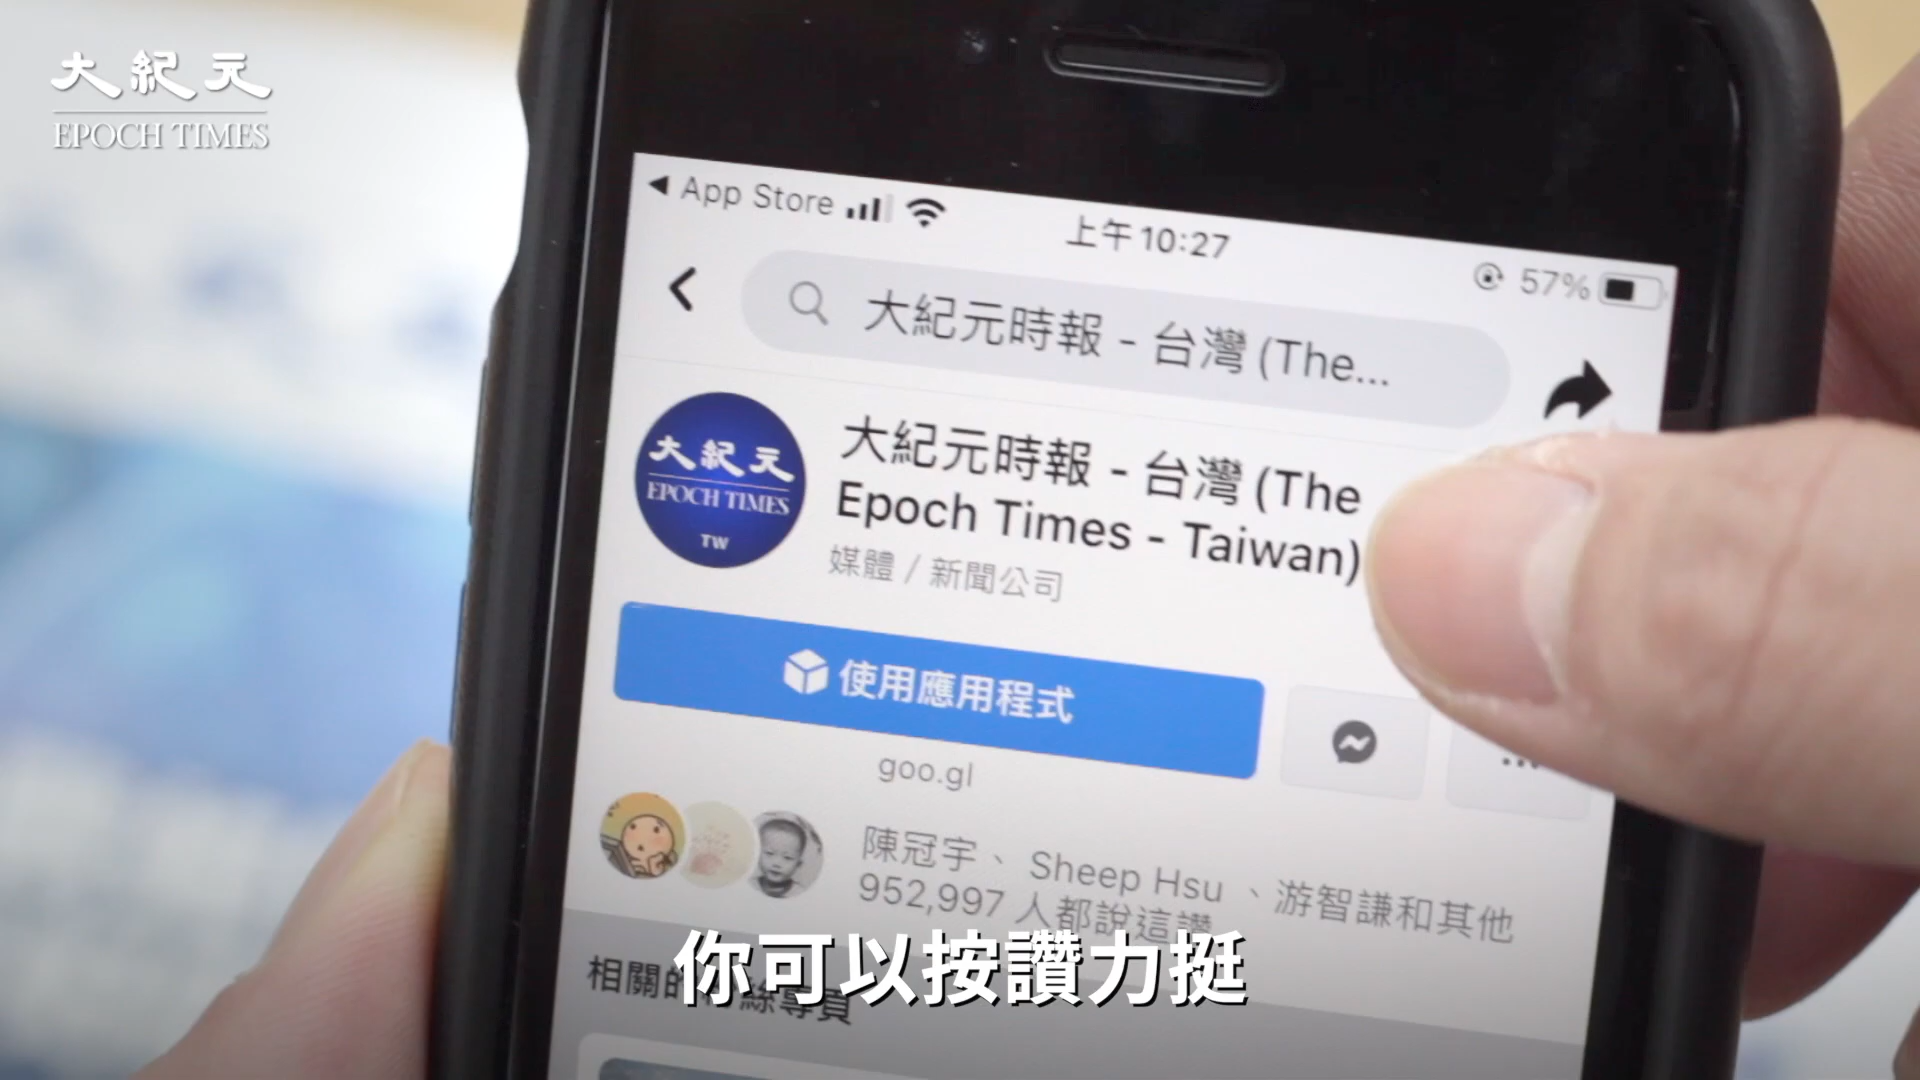 大紀元
EPOCH TIMES
App Store
上午10:27
57%
大紀元時報 - 台灣 (The...
大紀元
EPOCH TIMES
TW
大紀元時報 - 台灣 (The
Epoch Times - Taiwan)
媒體 / 新聞公司
使用應用程式
goo.gl
陳冠宇、 Sheep Hsu 、游智謙和其他
952,997 人都說這讚
相關的粉絲專頁
你可以按讚力挺